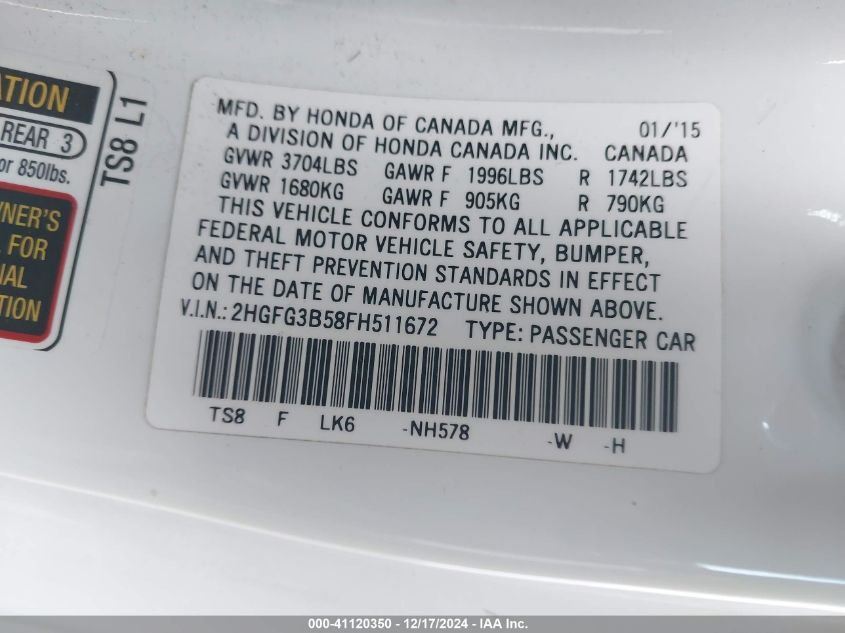 ATION
REAR 3
or 850lbs.
NER'S
FOR
IAL
TION
TS8 L1
MFD. BY HONDA OF CANADA MFG., 01/'15
A DIVISION OF HONDA CANADA INC. CANADA
GVWR 3704LBS GAWR F 1996LBS R 1742LBS
GVWR 1680KG GAWR F 905KG R 790KG
THIS VEHICLE CONFORMS TO ALL APPLICABLE
FEDERAL MOTOR VEHICLE SAFETY, BUMPER,
AND THEFT PREVENTION STANDARDS IN EFFECT
ON THE DATE OF MANUFACTURE SHOWN ABOVE.
V.I.N.: 2HGFG3B58FH511672 TYPE: PASSENGER CAR
TS8 F LK6 -NH578 -W -H
000-41120350 - 12/17/2024 - IAA Inc.